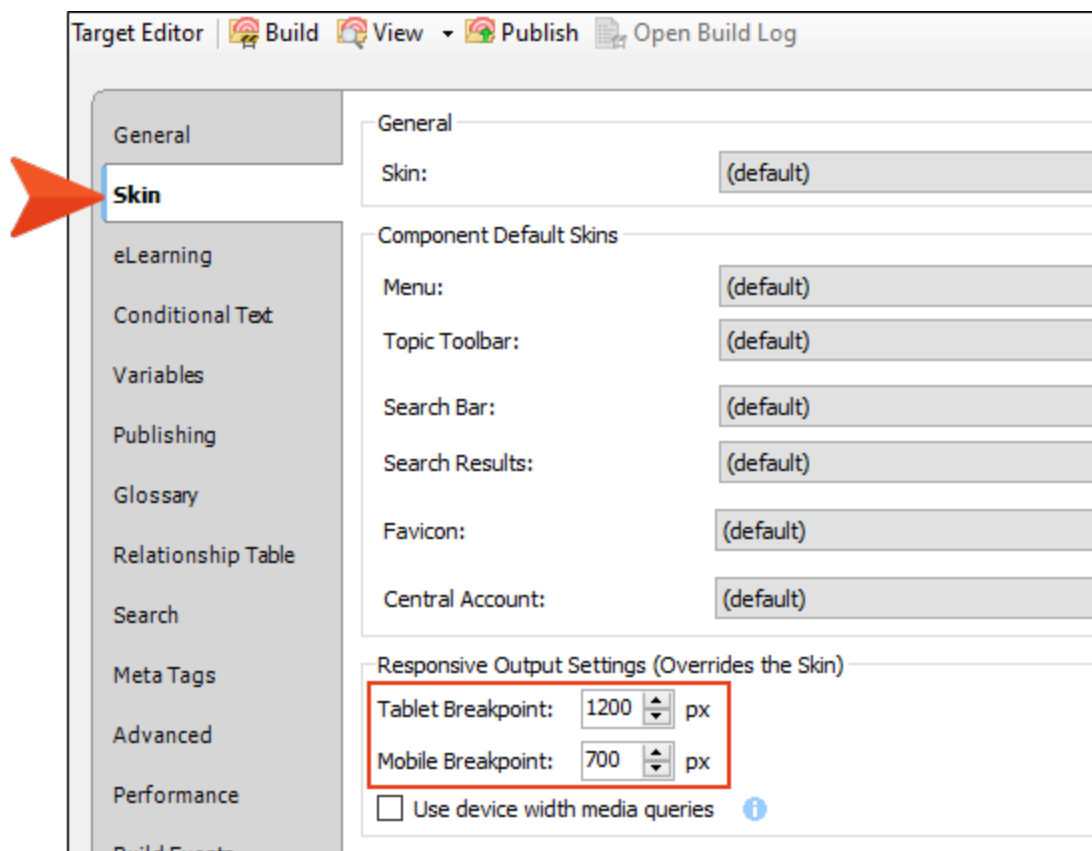 Target Editor Build View Publish Open Build Log
General
Skin
eLearning
Conditional Text
Variables
Publishing
Glossary
Relationship Table
Search
Meta Tags
Advanced
Performance
Build Events
General
Skin: (default)
Component Default Skins
Menu: (default)
Topic Toolbar: (default)
Search Bar: (default)
Search Results: (default)
Favicon: (default)
Central Account: (default)
Responsive Output Settings (Overrides the Skin)
Tablet Breakpoint: 1200 px
Mobile Breakpoint: 700 px
Use device width media queries